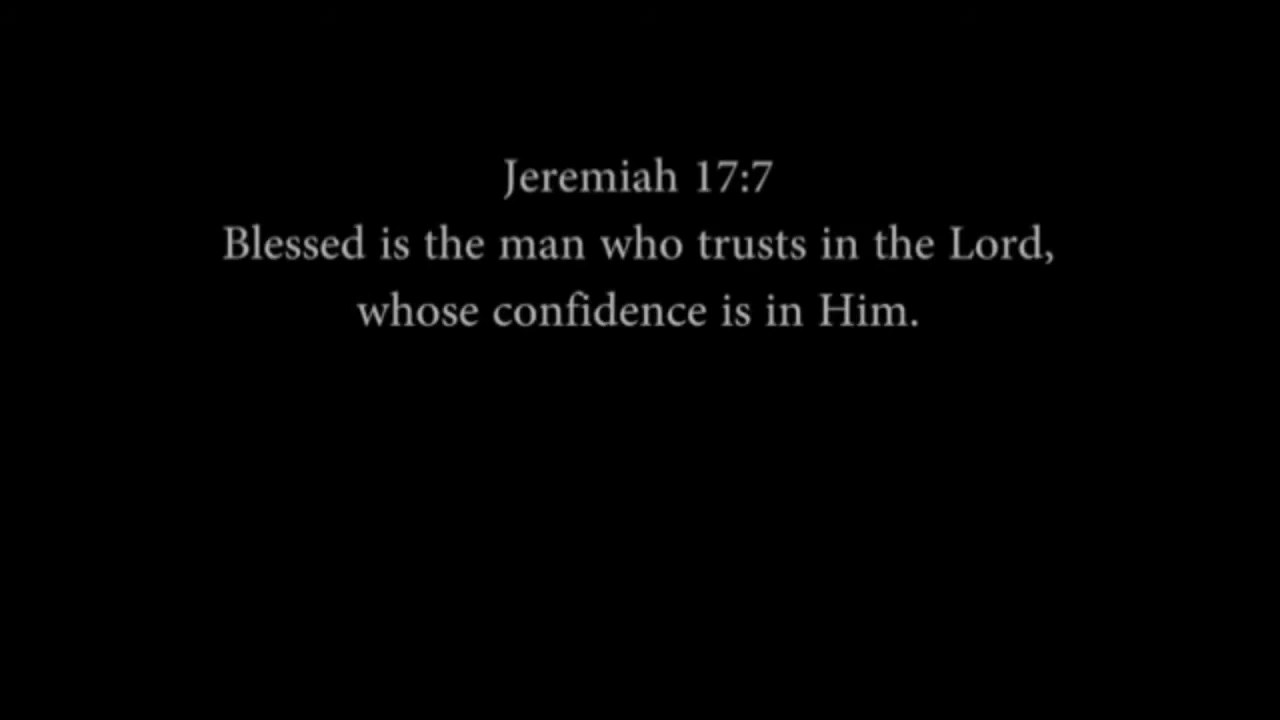 Jeremiah 17:7
Blessed is the man who trusts in the Lord,
whose confidence is in Him.